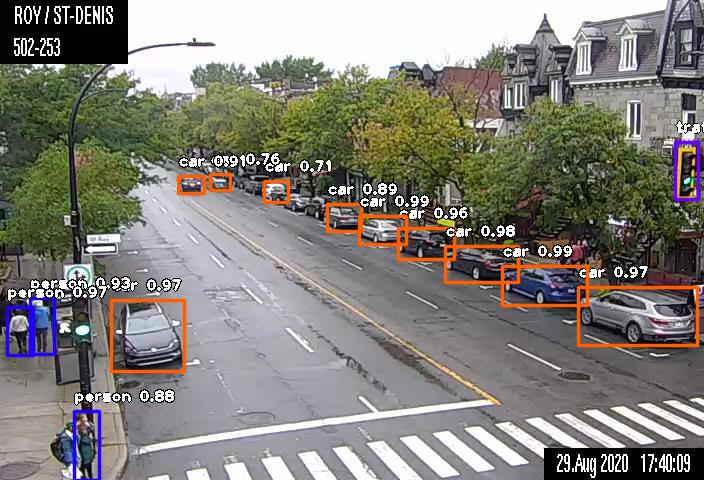 ROY / ST-DENIS
502-253
car 0.91
0.76
car 0.71
car 0.89
car 0.99
car 0.96
car 0.98
car 0.99
car 0.97
person 0.93
person 0.97
car 0.97
person 0.88
29.Aug 2020 17:40:09